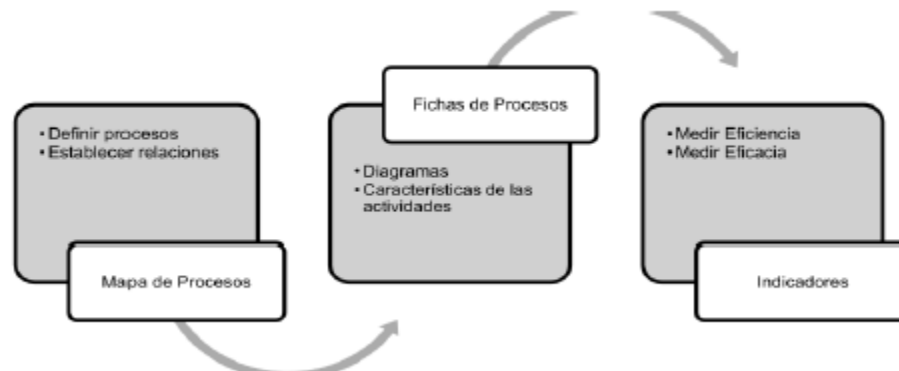 • Definir procesos
• Establecer relaciones
Mapa de Procesos
Fichas de Procesos
• Diagramas
• Características de las
actividades
• Medir Eficiencia
• Medir Eficacia
Indicadores